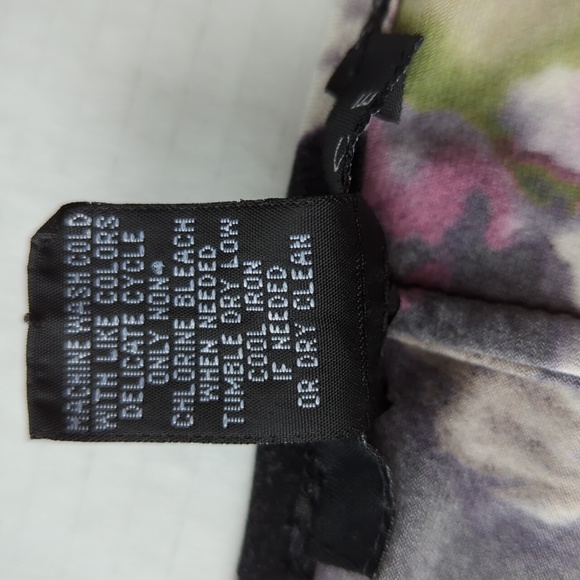 MACHINE WASH COLD
WITH LIKE COLORS
DELICATE CYCLE
ONLY NON
CHLORINE BLEACH
WHEN NEEDED
TUMBLE DRY LOW
COOL IRON
IF NEEDED
OR DRY CLEAN